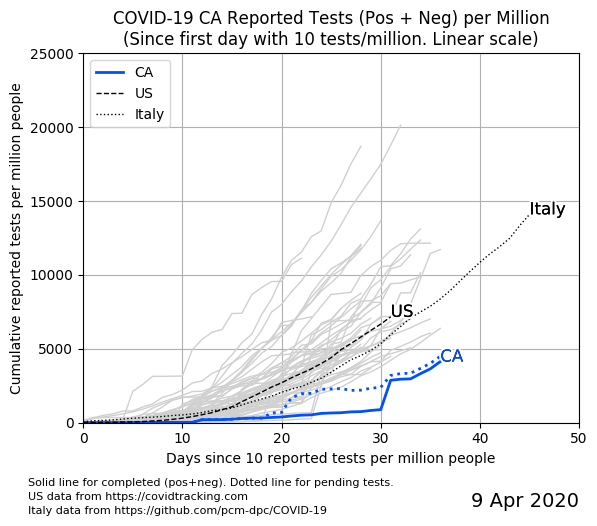 COVID-19 CA Reported Tests (Pos + Neg) per Million
(Since first day with 10 tests/million. Linear scale)
Cumulative reported tests per million people
25000
20000
15000
10000
5000
0
CA
US
Italy
Italy
US
CA
0
10
20
30
40
50
Days since 10 reported tests per million people
Solid line for completed (pos+neg). Dotted line for pending tests.
US data from https://covidtracking.com
Italy data from https://github.com/pcm-dpc/COVID-19
9 Apr 2020